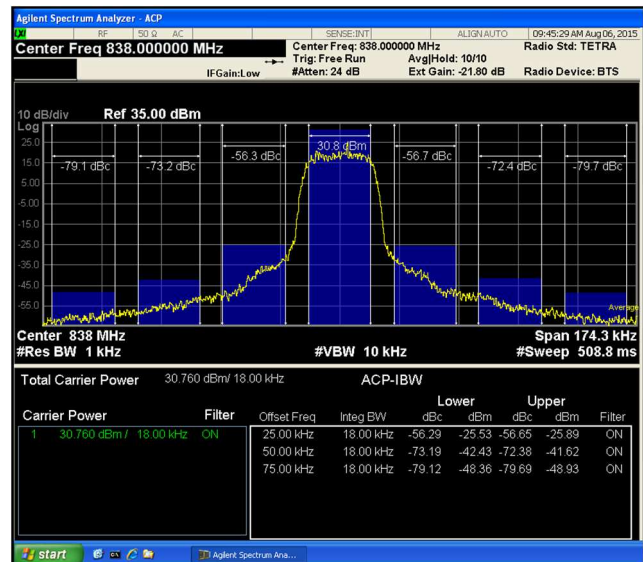 Agilent Spectrum Analyzer - ACP
LXI RF 50 Ω AC SENSE:INT ALIGN AUTO 09:45:29 AM Aug 06, 2015
Center Freq 838.000000 MHz Center Freq: 838.000000 MHz Radio Std: TETRA
Trig: Free Run Avg|Hold: 10/10
IFGain:Low #Atten: 24 dB Ext Gain: -21.80 dB Radio Device: BTS
10 dB/div Ref 35.00 dBm
Log
25.0
15.0
5.00
-5.00
-15.0
-25.0
-35.0
-45.0
-55.0
-79.1 dBc -73.2 dBc -56.3 dBc 30.8 dBm -56.7 dBc -72.4 dBc -79.7 dBc
Average
Center 838 MHz Span 174.3 kHz
#Res BW 1 kHz #VBW 10 kHz #Sweep 508.8 ms
Total Carrier Power 30.760 dBm/ 18.00 kHz ACP-IBW
Lower Upper
Carrier Power Filter Offset Freq Integ BW dBc dBm dBc dBm Filter
1 30.760 dBm / 18.00 kHz ON 25.00 kHz 18.00 kHz -56.29 -25.53 -56.65 -25.89 ON
50.00 kHz 18.00 kHz -73.19 -42.43 -72.38 -41.62 ON
75.00 kHz 18.00 kHz -79.12 -48.36 -79.69 -48.93 ON
start Agilent Spectrum Ana...